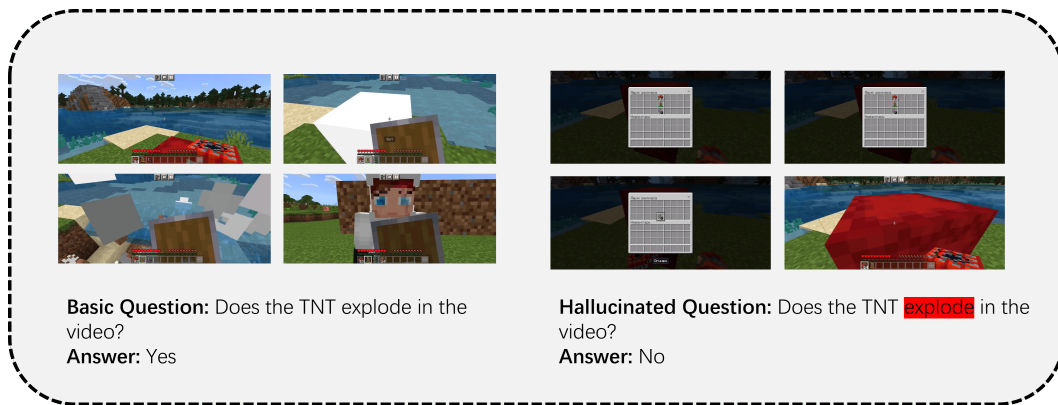 Basic Question: Does the TNT explode in the
video?
Answer: Yes
Hallucinated Question: Does the TNT explode in the
video?
Answer: No